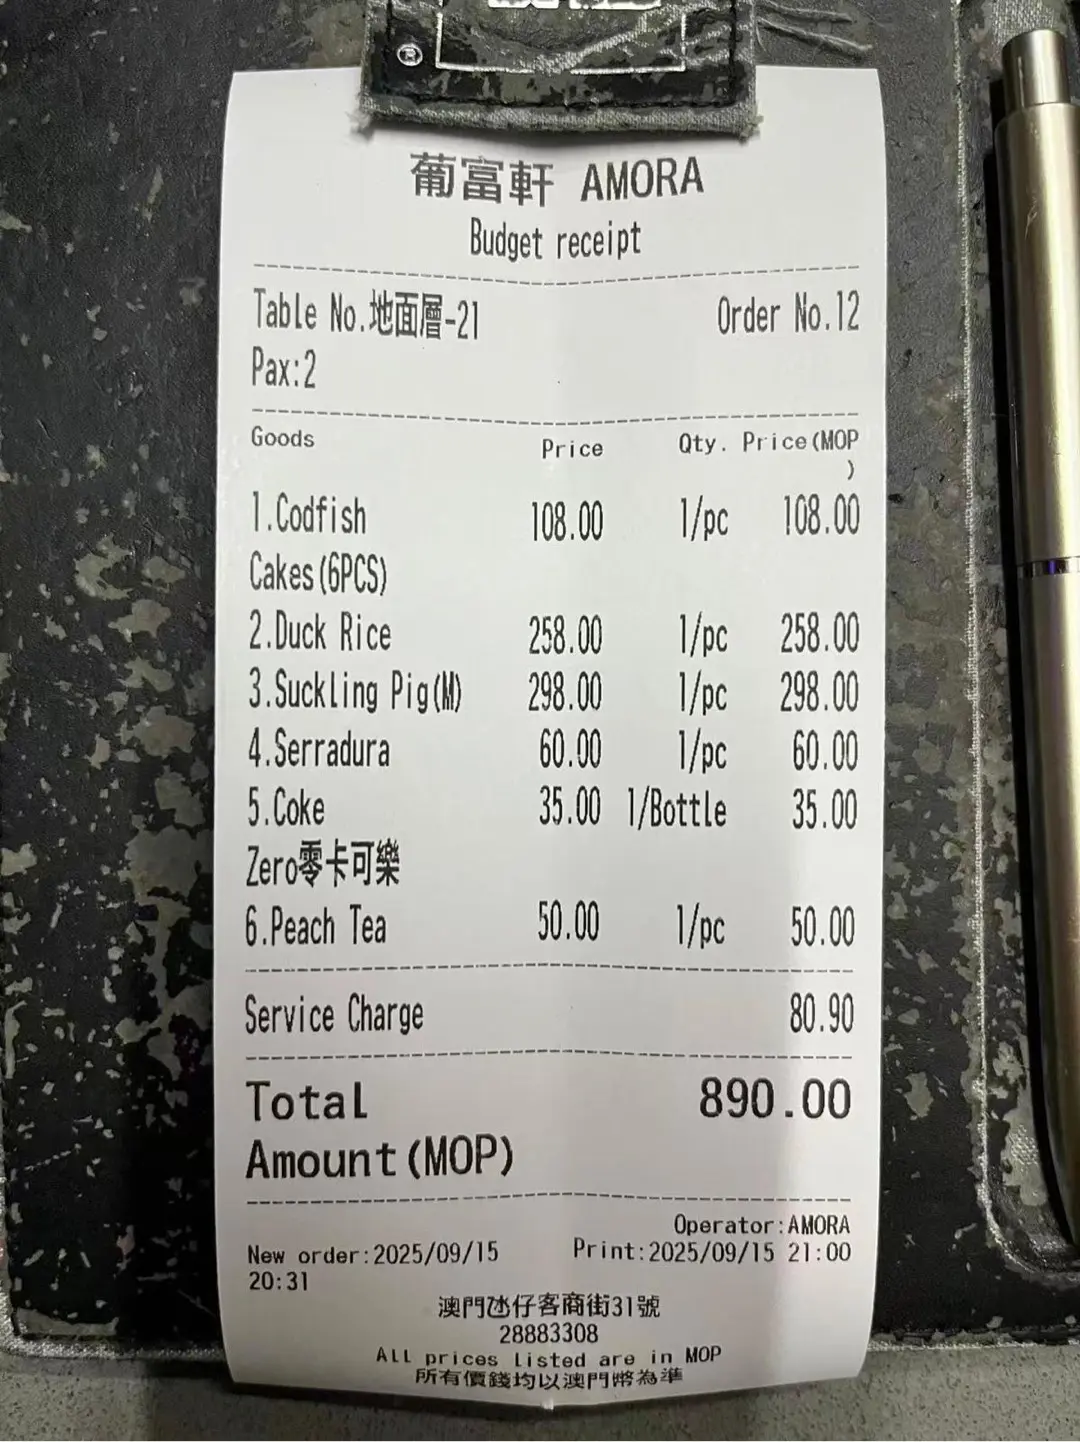 ®
葡富軒 AMORA
Budget receipt
Table No.地面層-21 Order No.12
Pax:2
Goods Price Qty. Price(MOP
)
1.Codfish 108.00 1/pc 108.00
Cakes(6PCS)
2.Duck Rice 258.00 1/pc 258.00
3.Suckling Pig(M) 298.00 1/pc 298.00
4.Serradura 60.00 1/pc 60.00
5.Coke 35.00 1/Bottle 35.00
Zero零卡可樂
6.Peach Tea 50.00 1/pc 50.00
Service Charge 80.90
Total 890.00
Amount(MOP)
Operator:AMORA
New order:2025/09/15 Print:2025/09/15 21:00
20:31
澳門氹仔客商街31號
28883308
ALL prices listed are in MOP
所有價錢均以澳門幣為準